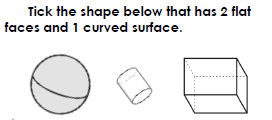 Tick the shape below that has 2 flat
faces and 1 curved surface.